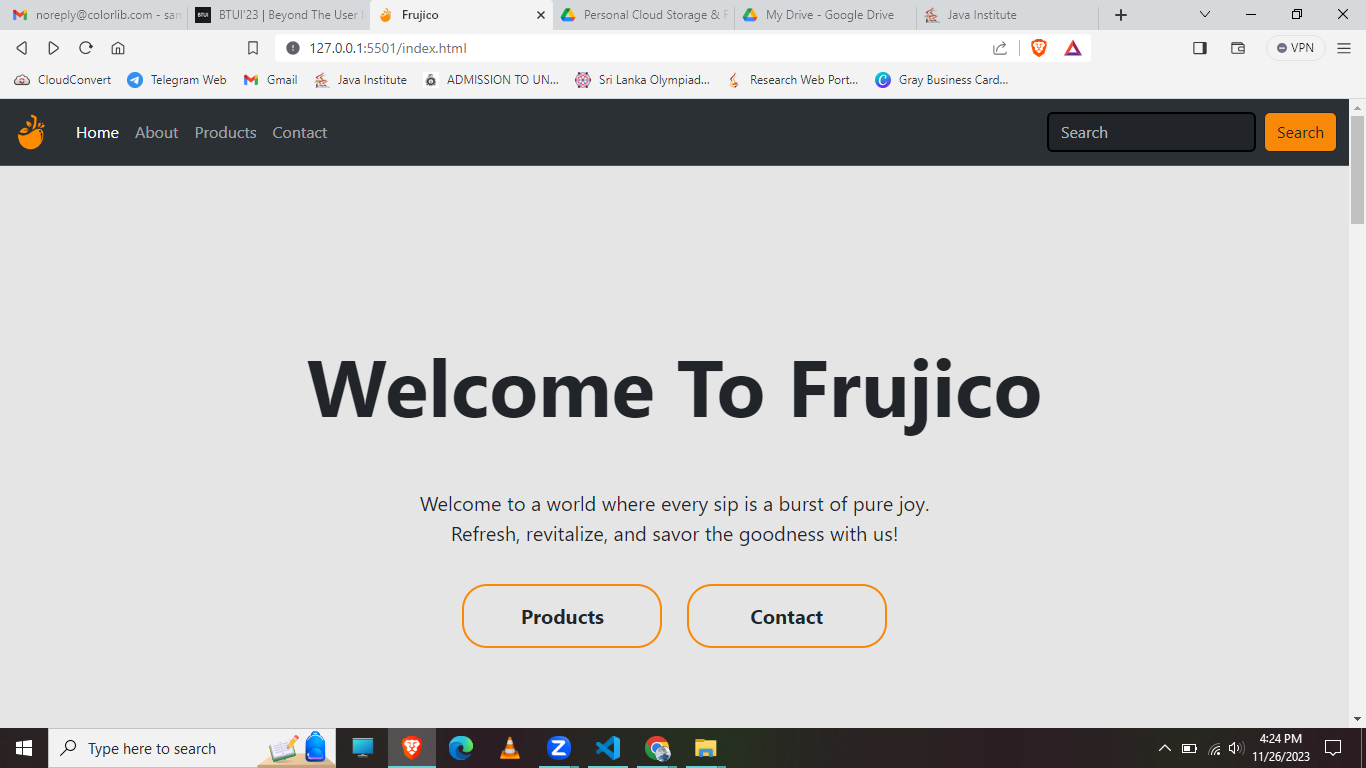 noreply@colorlib.com - san
BTUI BTUI'23 | Beyond The User I
Frujico
Personal Cloud Storage & F
My Drive - Google Drive
Java Institute
127.0.0.1:5501/index.html
VPN
CloudConvert
Telegram Web
Gmail
Java Institute
ADMISSION TO UN...
Sri Lanka Olympiad...
Research Web Port...
Gray Business Card...
Home About Products Contact
Search
Search
Welcome To Frujico
Welcome to a world where every sip is a burst of pure joy.
Refresh, revitalize, and savor the goodness with us!
Products
Contact
Type here to search
4:24 PM
11/26/2023